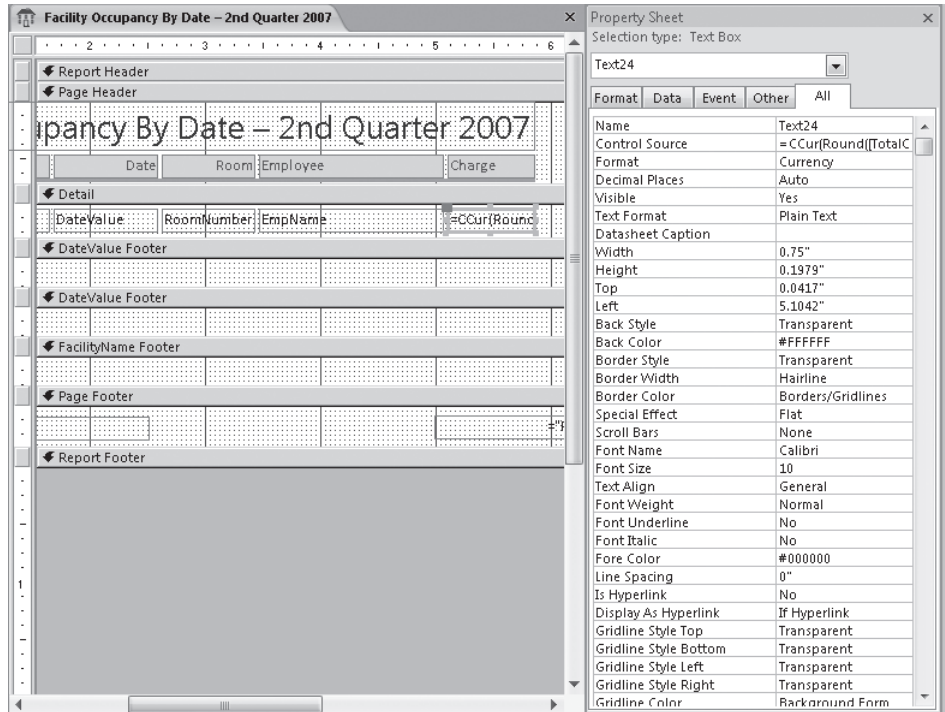 Facility Occupancy By Date – 2nd Quarter 2007
2 3 4 5 6
Report Header
Page Header
upancy By Date – 2nd Quarter 2007
Date Room Employee Charge
Detail
DateValue RoomNumber EmpName =CCur(Round
DateValue Footer
DateValue Footer
FacilityName Footer
Page Footer
="P
Report Footer
1
Property Sheet
Selection type: Text Box
Text24
Format Data Event Other All
Name Text24
Control Source =CCur(Round([TotalC
Format Currency
Decimal Places Auto
Visible Yes
Text Format Plain Text
Datasheet Caption
Width 0.75"
Height 0.1979"
Top 0.0417"
Left 5.1042"
Back Style Transparent
Back Color #FFFFFF
Border Style Transparent
Border Width Hairline
Border Color Borders/Gridlines
Special Effect Flat
Scroll Bars None
Font Name Calibri
Font Size 10
Text Align General
Font Weight Normal
Font Underline No
Font Italic No
Fore Color #000000
Line Spacing 0"
Is Hyperlink No
Display As Hyperlink If Hyperlink
Gridline Style Top Transparent
Gridline Style Bottom Transparent
Gridline Style Left Transparent
Gridline Style Right Transparent
Gridline Color Background Form